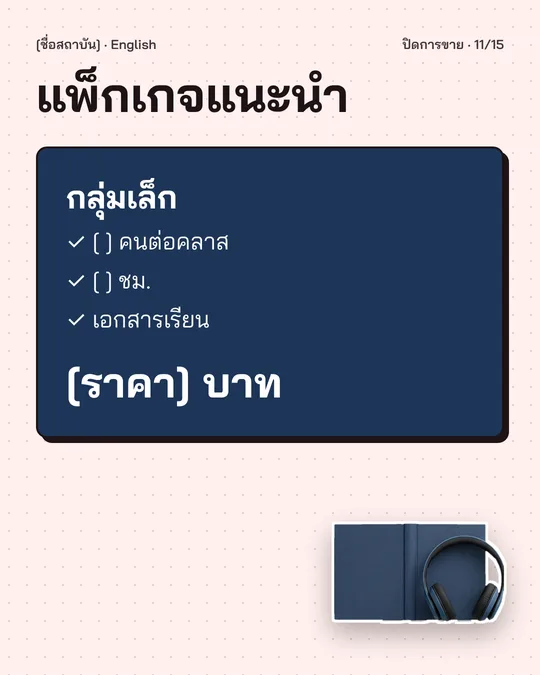 [ชื่อสถาบัน] · English
ปิดการขาย · 11/15
แพ็กเกจแนะนำ
กลุ่มเล็ก
✓ [ ] คนต่อคลาส
✓ [ ] ชม.
✓ เอกสารเรียน
[ราคา] บาท